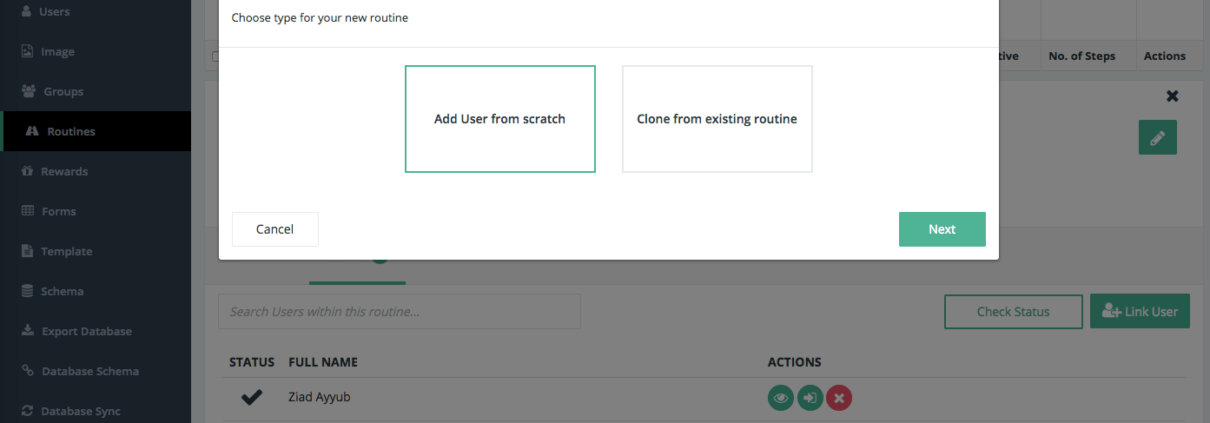 Users
Choose type for your new routine
Image
tive No. of Steps Actions
Groups
Add User from scratch
Clone from existing routine
Routines
Rewards
Forms
Cancel
Next
Template
Schema
Search Users within this routine...
Check Status
Link User
Export Database
STATUS FULL NAME ACTIONS
Database Schema
Ziad Ayyub
Database Sync